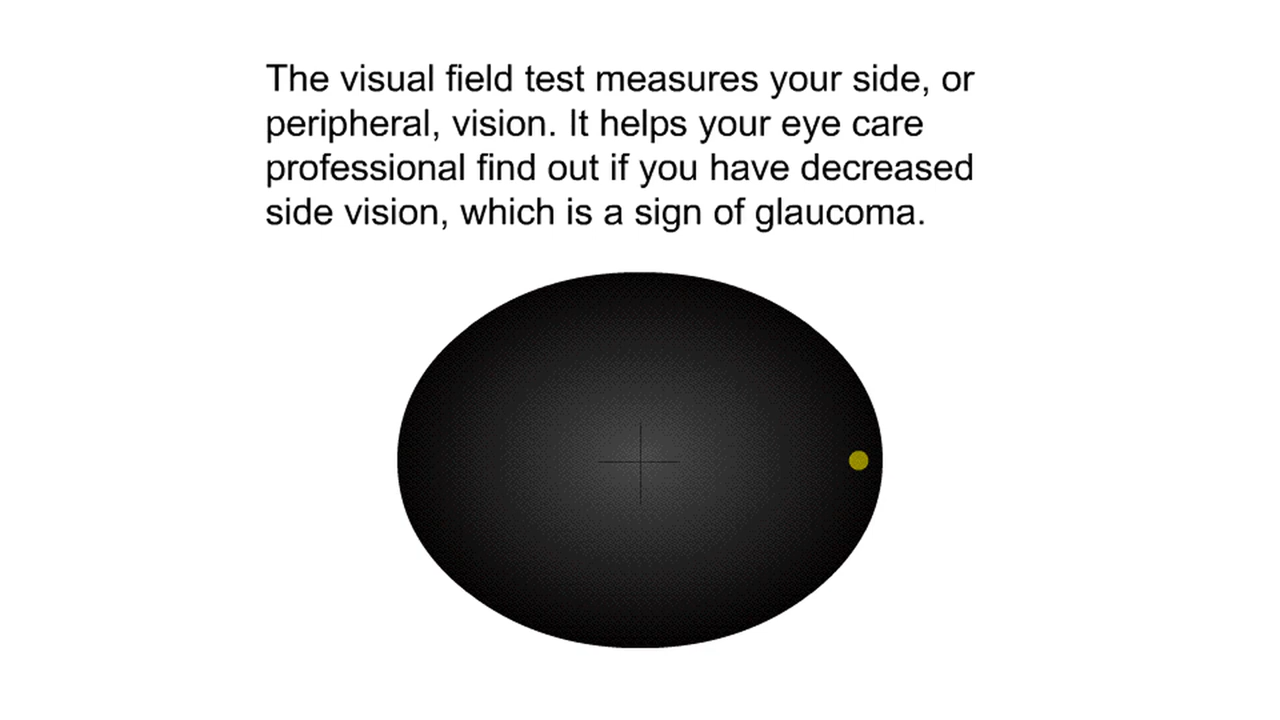 The visual field test measures your side, or
peripheral, vision. It helps your eye care
professional find out if you have decreased
side vision, which is a sign of glaucoma.